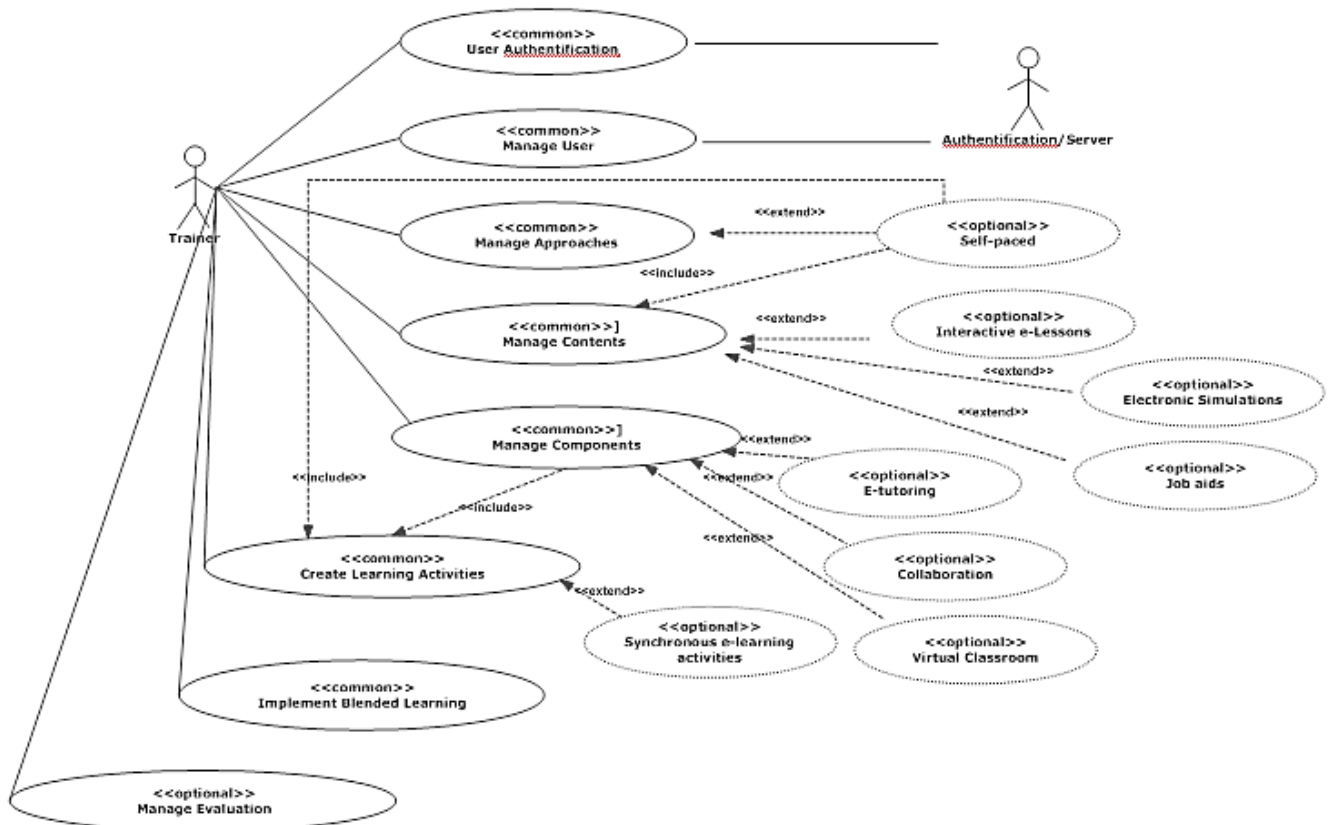 <<common>>
User Authentification
<<common>>
Manage User
Authentification/Server
Trainer
<<common>>
Manage Approaches
<<extend>>
<<optional>>
Self-paced
<<include>>
<<common>>]
Manage Contents
<<extend>>
<<optional>>
Interactive e-Lessons
<<extend>>
<<optional>>
Electronic Simulations
<<extend>>
<<common>>]
Manage Components
<<extend>>
<<optional>>
E-tutoring
<<optional>>
Job aids
<<include>>
<<extend>>
<<include>>
<<extend>>
<<common>>
Create Learning Activities
<<optional>>
Collaboration
<<extend>>
<<optional>>
Synchronous e-learning
activities
<<optional>>
Virtual Classroom
<<common>>
Implement Blended Learning
<<optional>>
Manage Evaluation